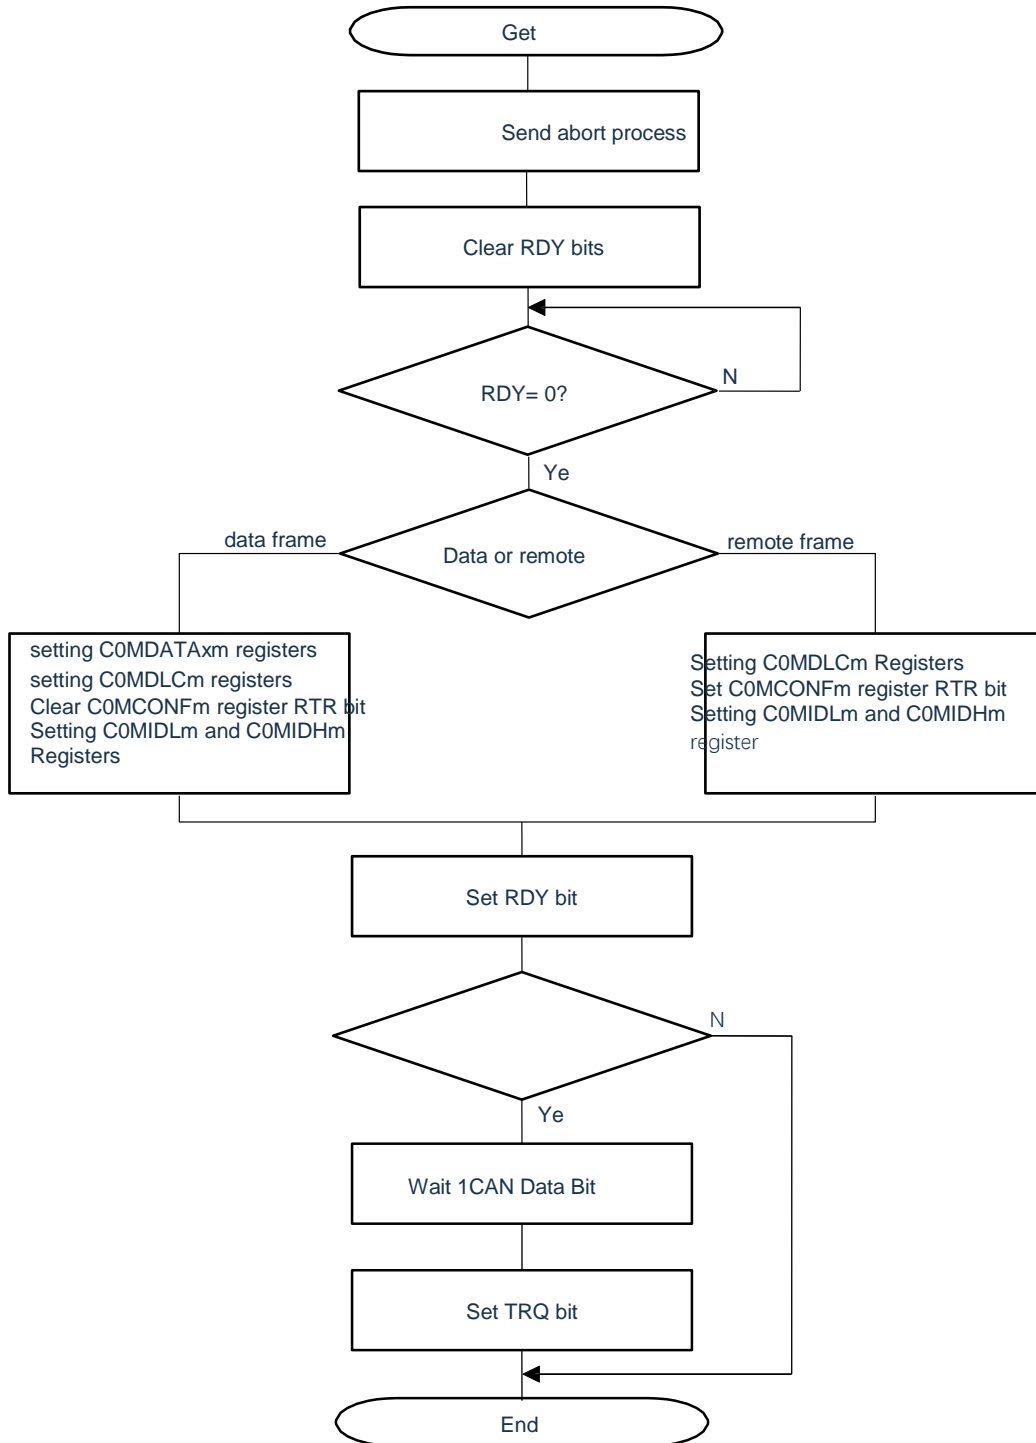 Get
Send abort process
Clear RDY bits
RDY= 0?
N
Ye
Data or remote
data frame
remote frame
setting C0MDATAxm registers
setting C0MDLCm registers
Clear C0MCONFm register RTR bit
Setting C0MIDLm and C0MIDHm
Registers
Setting C0MDLCm Registers
Set C0MCONFm register RTR bit
Setting C0MIDLm and C0MIDHm
register
Set RDY bit
N
Ye
Wait 1CAN Data Bit
Set TRQ bit
End